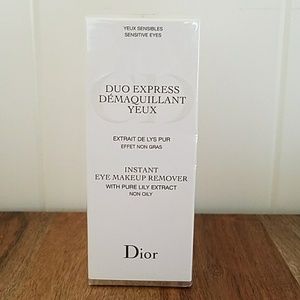 YEUX SENSIBLES
SENSITIVE EYES
DUO EXPRESS
DÉMAQUILLANT
YEUX
EXTRAIT DE LYS PUR
EFFET NON GRAS
INSTANT
EYE MAKEUP REMOVER
WITH PURE LILY EXTRACT
NON OILY
Dior